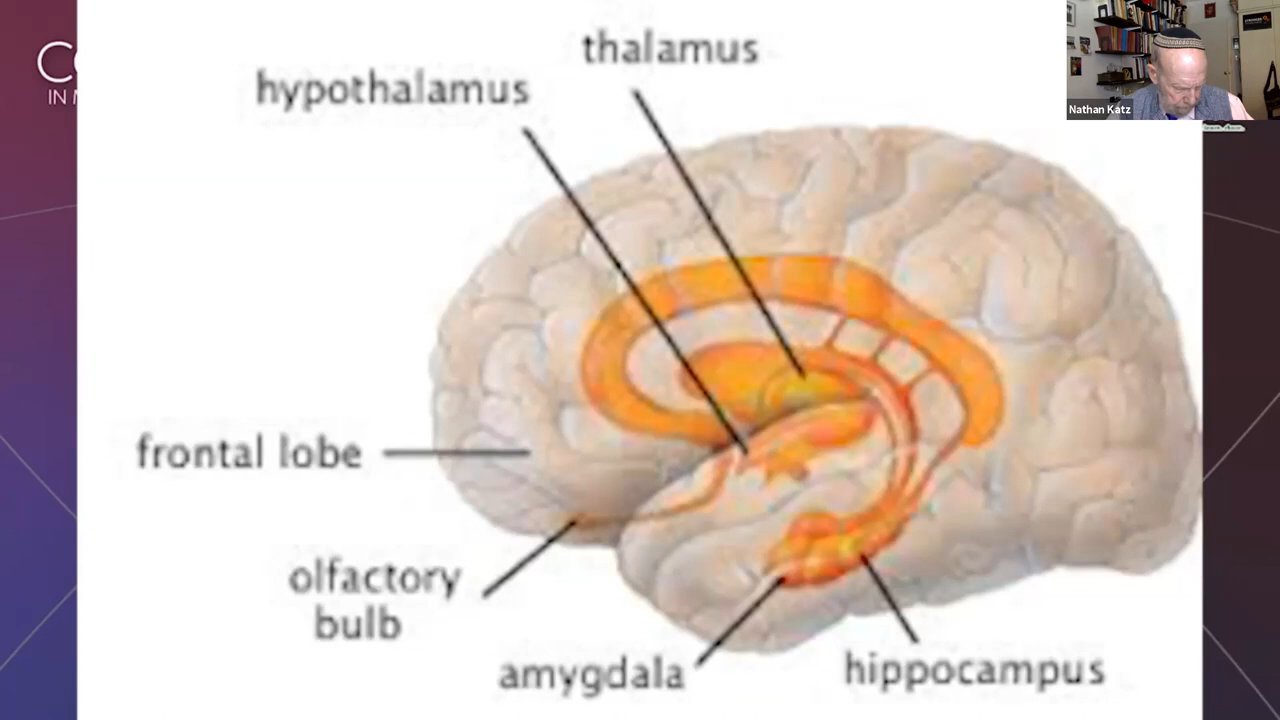 thalamus
hypothalamus
Nathan Katz
frontal lobe
olfactory
bulb
amygdala
hippocampus